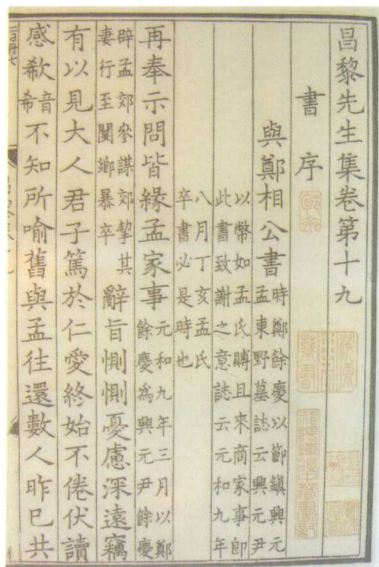 昌黎先生集卷第十九
書 序
與鄭相公書 時鄭餘慶以節鎮興元
孟東野墓誌云興元尹
以幣如孟氏賻且來商家事即
此書致謝之意誌云元和九年
八月丁亥孟氏
卒書必是時也
再奉示問皆緣孟家事 元和九年三月以鄭
餘慶為興元尹餘慶
辟孟郊參謀郊挈其
妻行至閿鄉暴卒 辭旨惻惻憂慮深遠竊
有以見大人君子篤於仁愛終始不倦伏讀
感欷 音希 不知所喻舊與孟往還數人昨已共